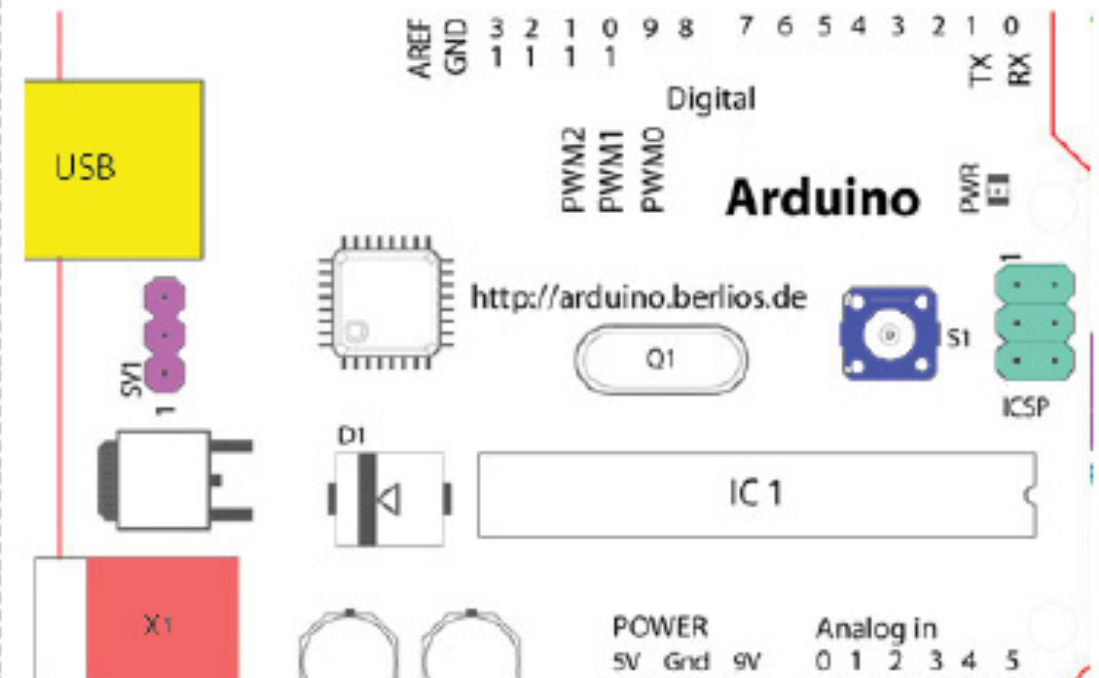 AREF GND 13 12 11 10 9 8 7 6 5 4 3 2 1 0
TX RX
Digital
PWM2 PWM1 PWM0
USB
Arduino
PWR
1
http://arduino.berlios.de
S1
Q1
SV1
1
ICSP
D1
IC 1
X1
POWER
5V Gnd 9V
Analog in
0 1 2 3 4 5